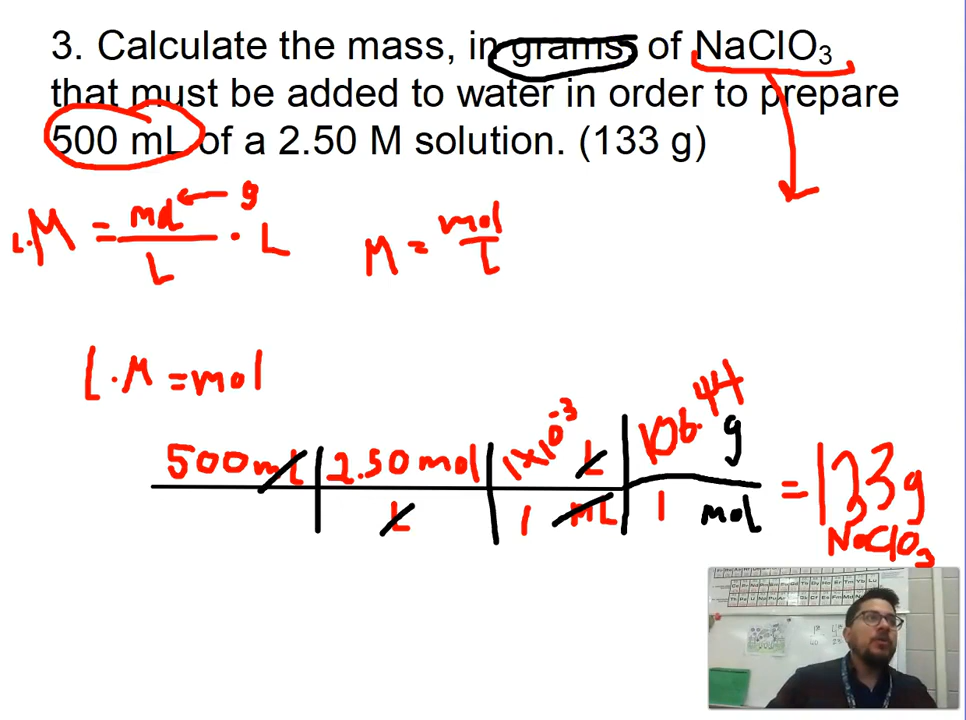 3. Calculate the mass, in grams, of NaClO₃
that must be added to water in order to prepare
500 mL of a 2.50 M solution. (133 g)
L · M = mol / L · L ← g
M = mol / L
L · M = mol
500 mL | 2.50 mol | 1 x 10⁻³ L | 106.44 g = 133 g
L | 1 mL | 1 mol NaClO₃